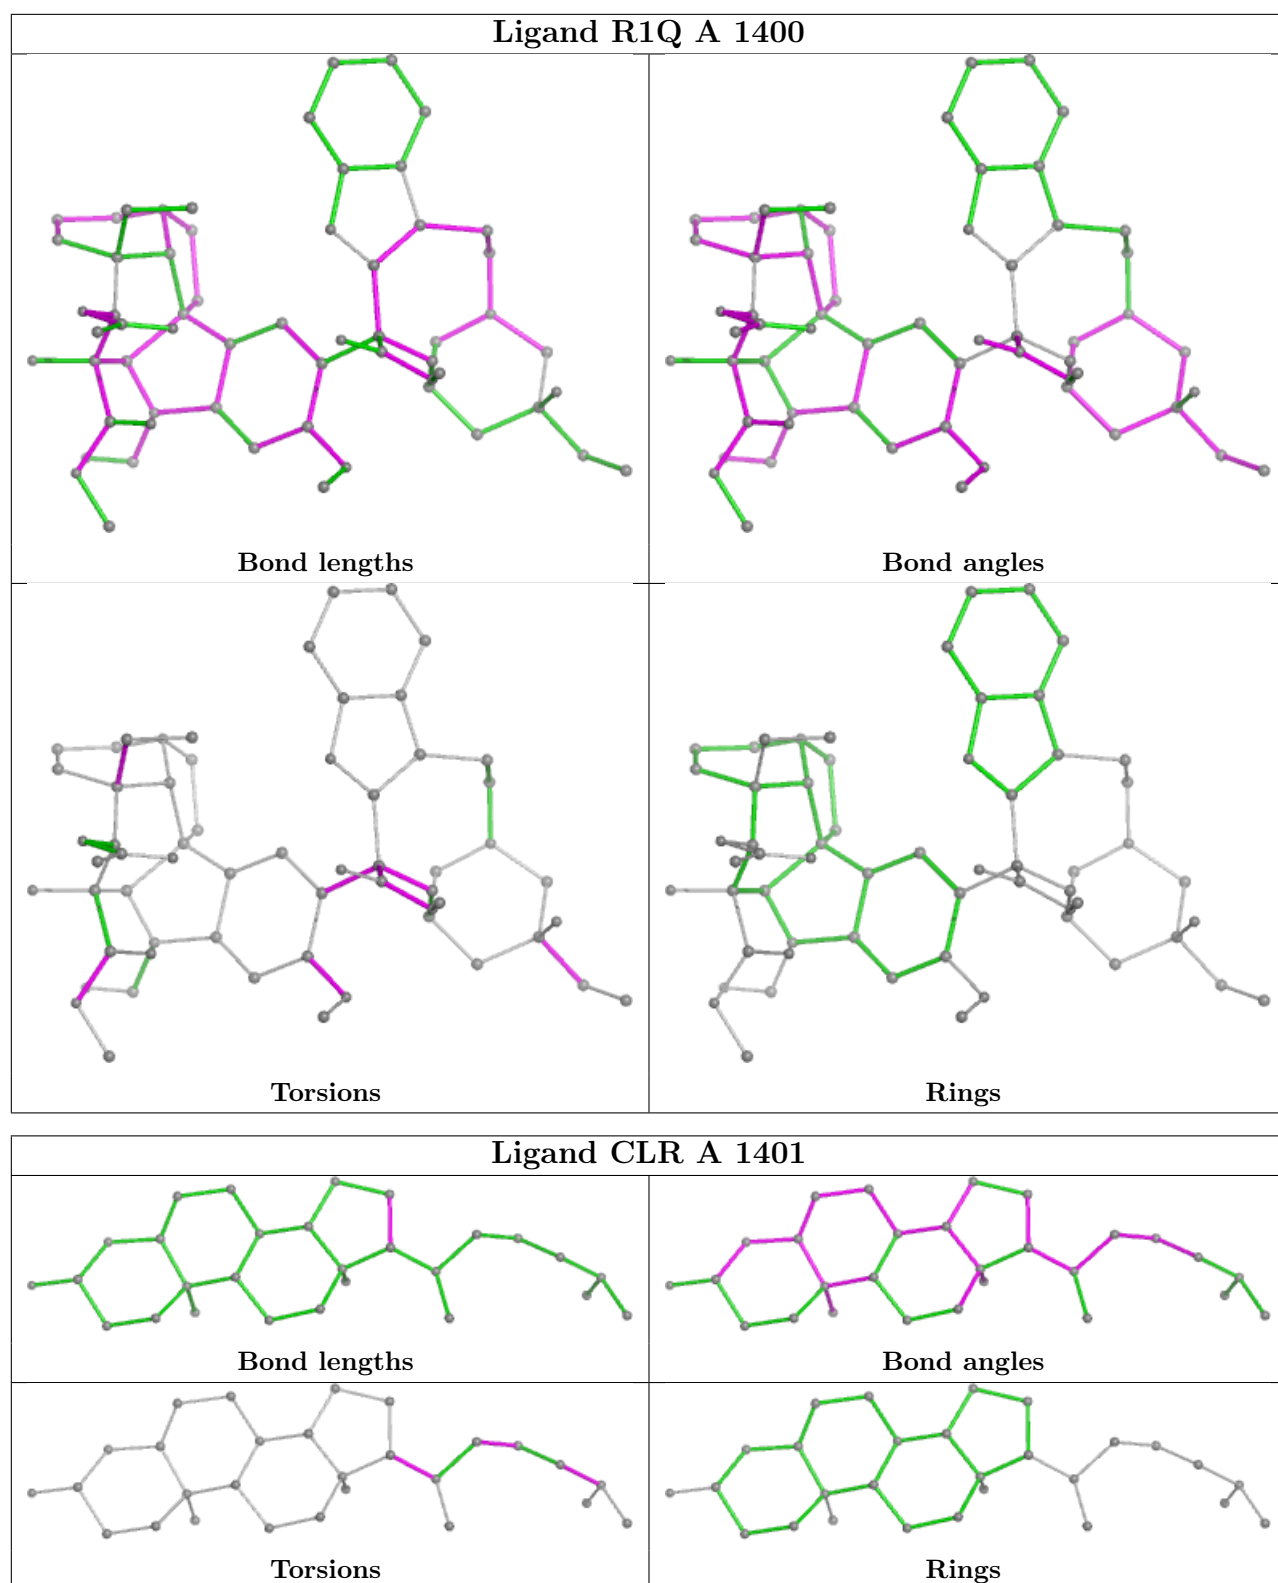 Ligand R1Q A 1400
Bond lengths
Bond angles
Torsions
Rings
Ligand CLR A 1401
Bond lengths
Bond angles
Torsions
Rings